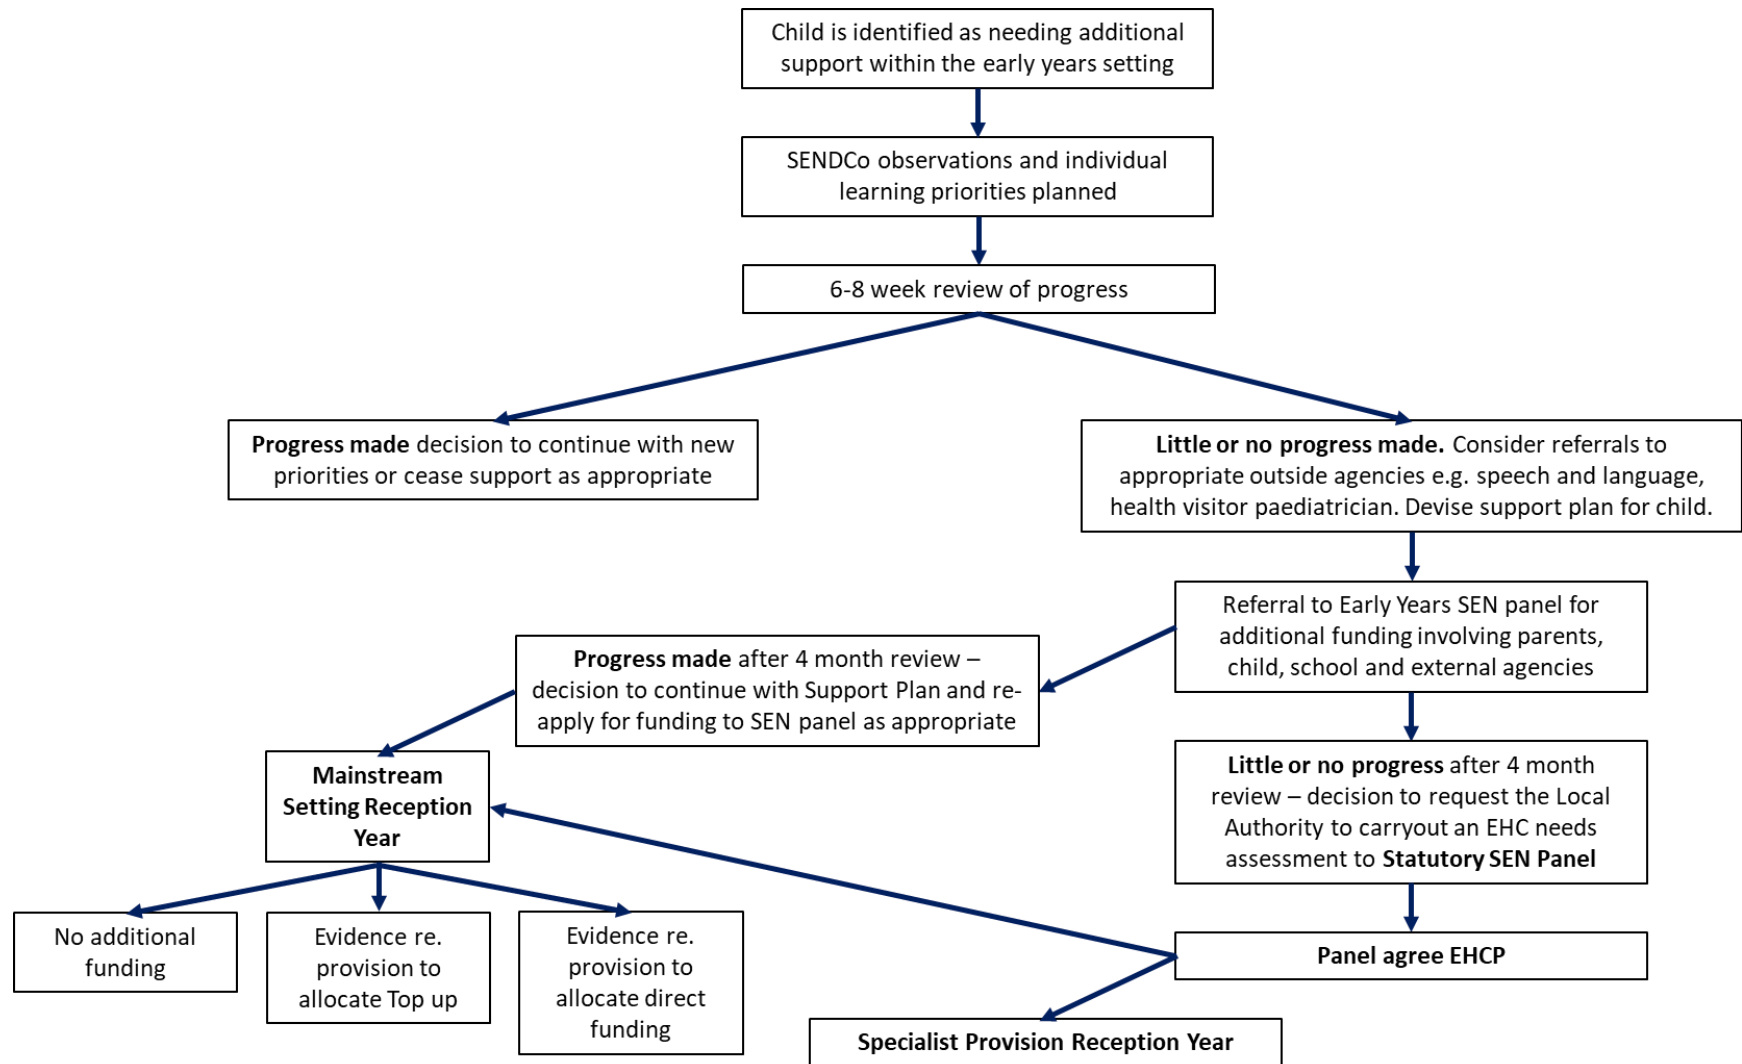 Child is identified as needing additional
support within the early years setting
SENDCo observations and individual
learning priorities planned
6-8 week review of progress
Progress made decision to continue with new
priorities or cease support as appropriate
Little or no progress made. Consider referrals to
appropriate outside agencies e.g. speech and language,
health visitor paediatrician. Devise support plan for child.
Referral to Early Years SEN panel for
additional funding involving parents,
child, school and external agencies
Progress made after 4 month review –
decision to continue with Support Plan and re-
apply for funding to SEN panel as appropriate
Little or no progress after 4 month
review – decision to request the Local
Authority to carryout an EHC needs
assessment to Statutory SEN Panel
Mainstream
Setting Reception
Year
No additional
funding
Evidence re.
provision to
allocate Top up
Evidence re.
provision to
allocate direct
funding
Panel agree EHCP
Specialist Provision Reception Year